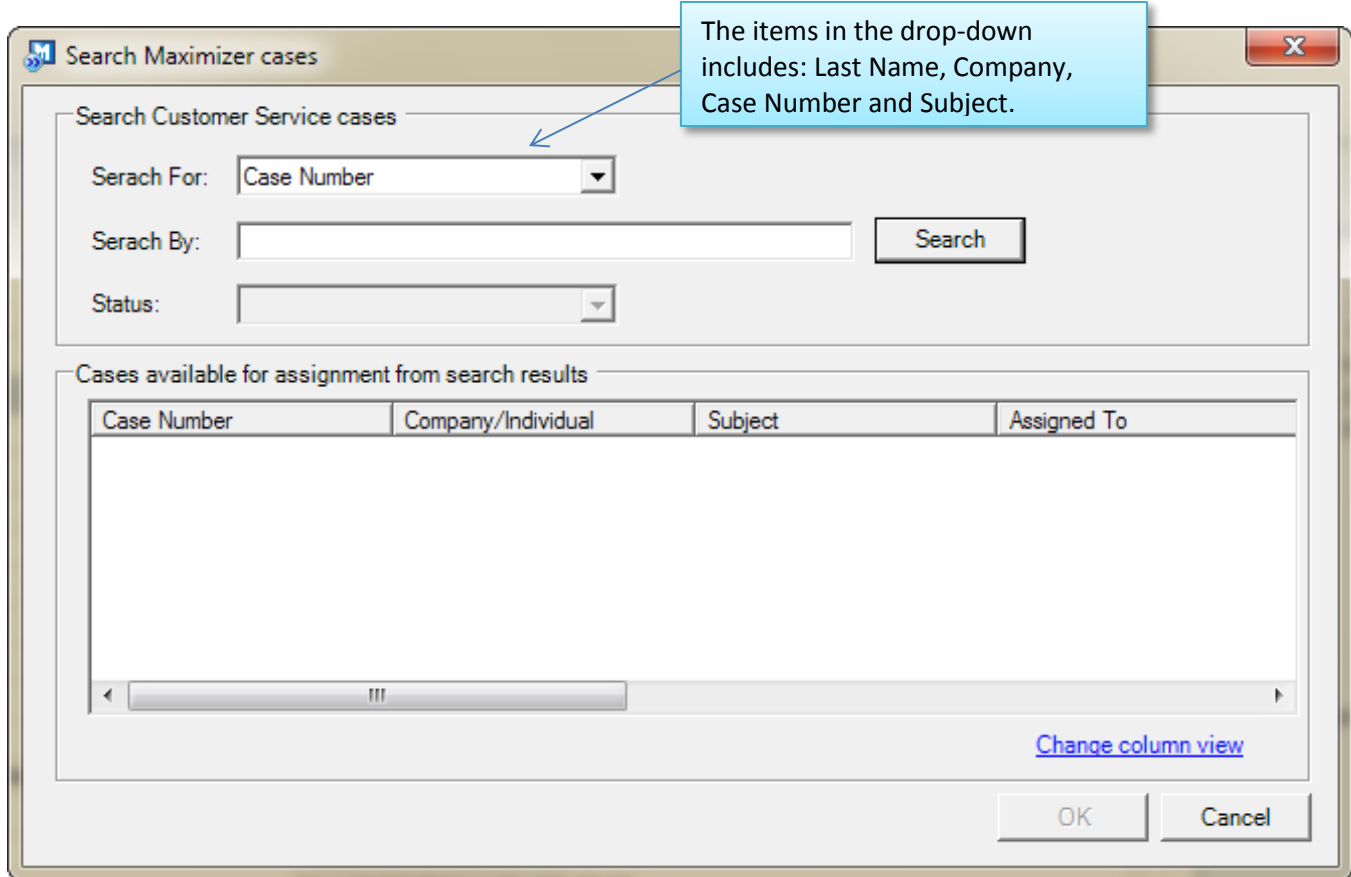 The items in the drop-down
includes: Last Name, Company,
Case Number and Subject.
Search Maximizer cases
Search Customer Service cases
Serach For: Case Number
Serach By: Search
Status:
Cases available for assignment from search results
Case Number Company/Individual Subject Assigned To
Change column view
OK Cancel